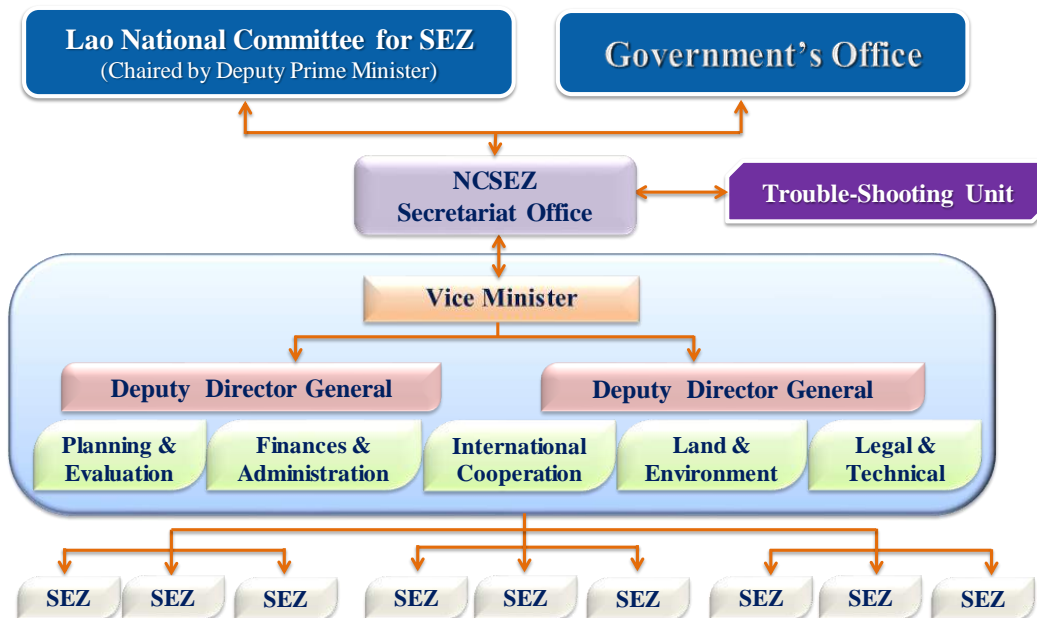 Lao National Committee for SEZ
(Chaired by Deputy Prime Minister)
Government’s Office
NCSEZ
Secretariat Office
Trouble-Shooting Unit
Vice Minister
Deputy Director General
Deputy Director General
Planning &
Evaluation
Finances &
Administration
International
Cooperation
Land &
Environment
Legal &
Technical
SEZ
SEZ
SEZ
SEZ
SEZ
SEZ
SEZ
SEZ
SEZ